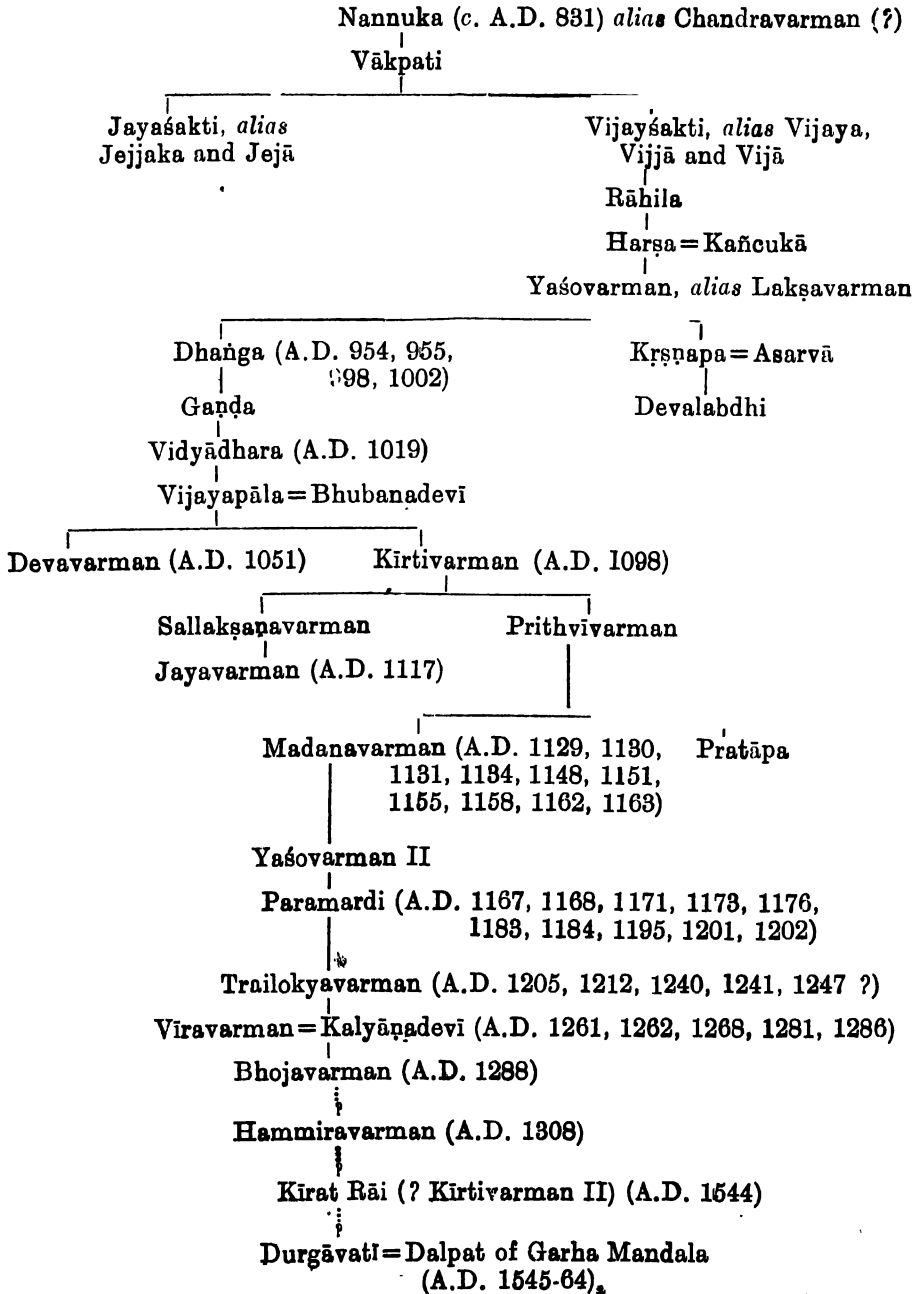 Nannuka (c. A.D. 831) alias Chandravarman (?)
Vākpati
Jayaśakti, alias
Jejjaka and Jejā
Vijayśakti, alias Vijaya,
Vijjā and Vijā
Rāhila
Harṣa=Kañcukā
Yaśovarman, alias Lakṣavarman
Dhaṅga (A.D. 954, 955,
998, 1002)
Kṛṣṇapa=Asarvā
Gaṇḍa
Devalabdhi
Vidyādhara (A.D. 1019)
Vijayapāla=Bhubanadevī
Devavarman (A.D. 1051)
Kīrtivarman (A.D. 1098)
Sallakṣaṇavarman
Prithvīvarman
Jayavarman (A.D. 1117)
Madanavarman (A.D. 1129, 1130,
1131, 1134, 1148, 1151,
1155, 1158, 1162, 1163)
Pratāpa
Yaśovarman II
Paramardi (A.D. 1167, 1168, 1171, 1173, 1176,
1183, 1184, 1195, 1201, 1202)
Trailokyavarman (A.D. 1205, 1212, 1240, 1241, 1247 ?)
Vīravarman=Kalyāṇadevī (A.D. 1261, 1262, 1268, 1281, 1286)
Bhojavarman (A.D. 1288)
Hammiravarman (A.D. 1308)
Kīrat Rāi (? Kīrtivarman II) (A.D. 1544)
Durgāvatī=Dalpat of Garha Mandala
(A.D. 1545-64).